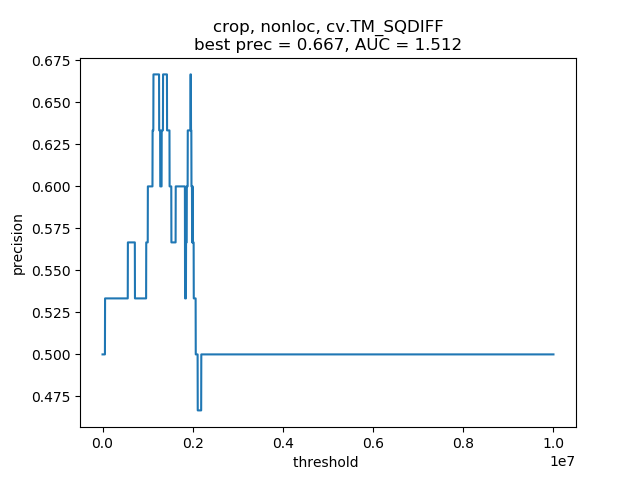 crop, nonloc, cv.TM_SQDIFF
best prec = 0.667, AUC = 1.512
0.675
0.650
0.625
0.600
0.575
0.550
0.525
0.500
0.475
precision
0.0 0.2 0.4 0.6 0.8 1.0
1e7
threshold